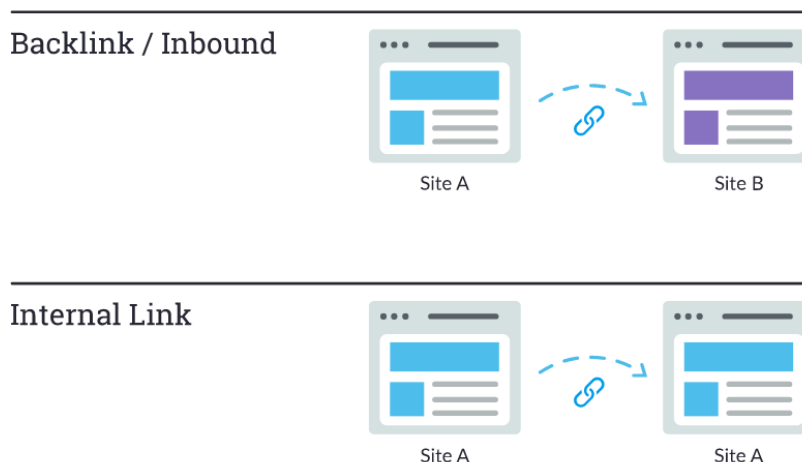 Backlink / Inbound
Site A
Site B
Internal Link
Site A
Site A